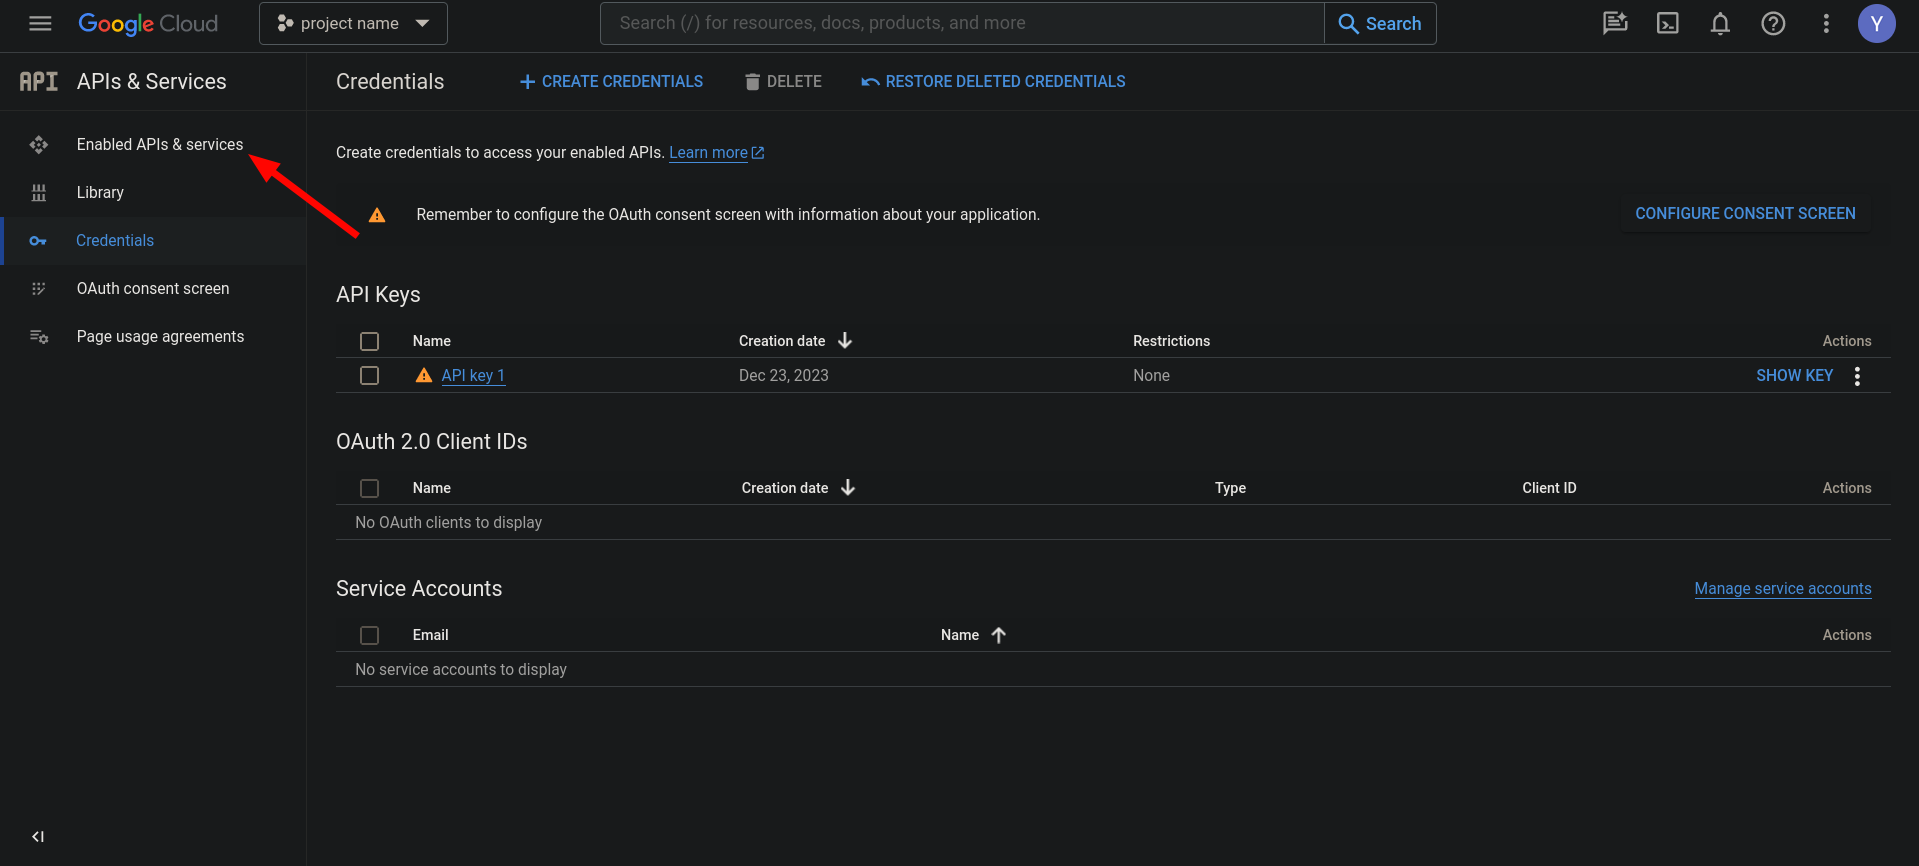 Google Cloud
project name
Search (/) for resources, docs, products, and more
Search
Y
API
APIs & Services
Credentials
CREATE CREDENTIALS
DELETE
RESTORE DELETED CREDENTIALS
Enabled APIs & services
Library
Credentials
OAuth consent screen
Page usage agreements
Create credentials to access your enabled APIs. Learn more
Remember to configure the OAuth consent screen with information about your application.
CONFIGURE CONSENT SCREEN
API Keys
Name Creation date Restrictions Actions
API key 1 Dec 23, 2023 None SHOW KEY
OAuth 2.0 Client IDs
Name Creation date Type Client ID Actions
No OAuth clients to display
Service Accounts
Manage service accounts
Email Name Actions
No service accounts to display